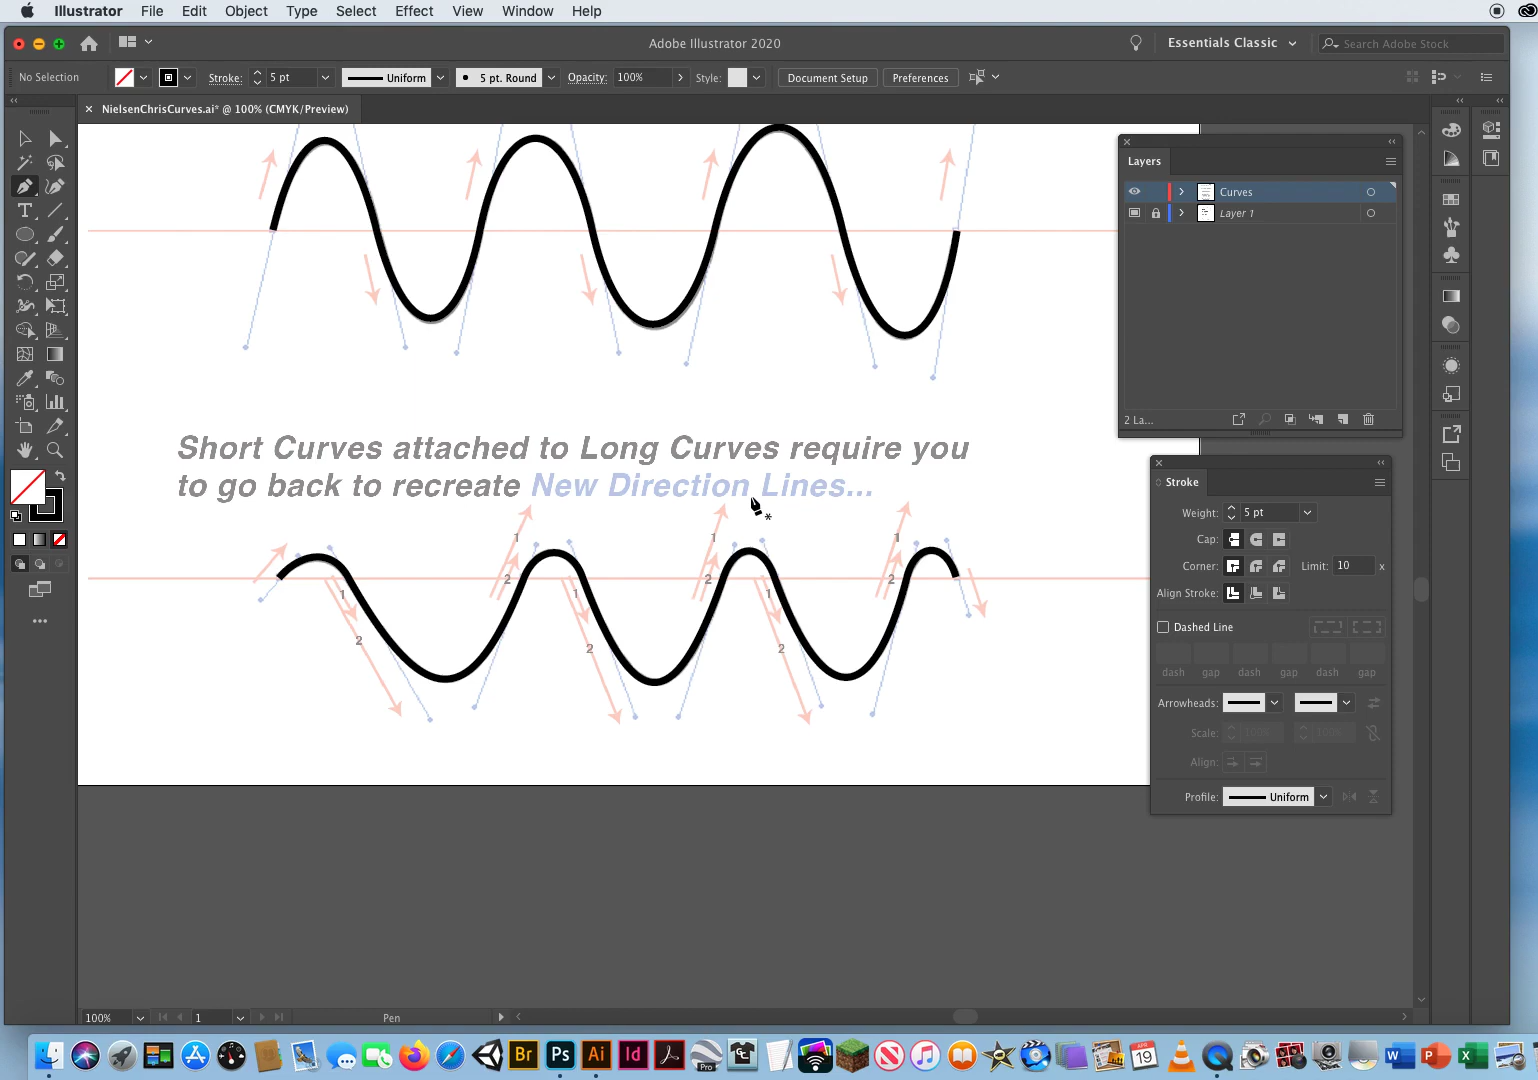 Illustrator File Edit Object Type Select Effect View Window Help
Adobe Illustrator 2020
Essentials Classic
Search Adobe Stock
No Selection
Stroke: 5 pt
Uniform
5 pt. Round
Opacity: 100%
Style:
Document Setup
Preferences
NielsenChrisCurves.ai* @ 100% (CMYK/Preview)
Layers
Curves
Layer 1
2 La...
Short Curves attached to Long Curves require you
to go back to recreate New Direction Lines...
1
2
1
2
1
2
1
2
1
2
1
2
Stroke
Weight: 5 pt
Cap:
Corner: Limit: 10 x
Align Stroke:
Dashed Line
dash gap dash gap dash gap
Arrowheads:
Scale: 100% 100%
Align:
Profile: Uniform
100% 1 Pen
APR
19
Br Ps Ai Id
Pro
GC
W P X